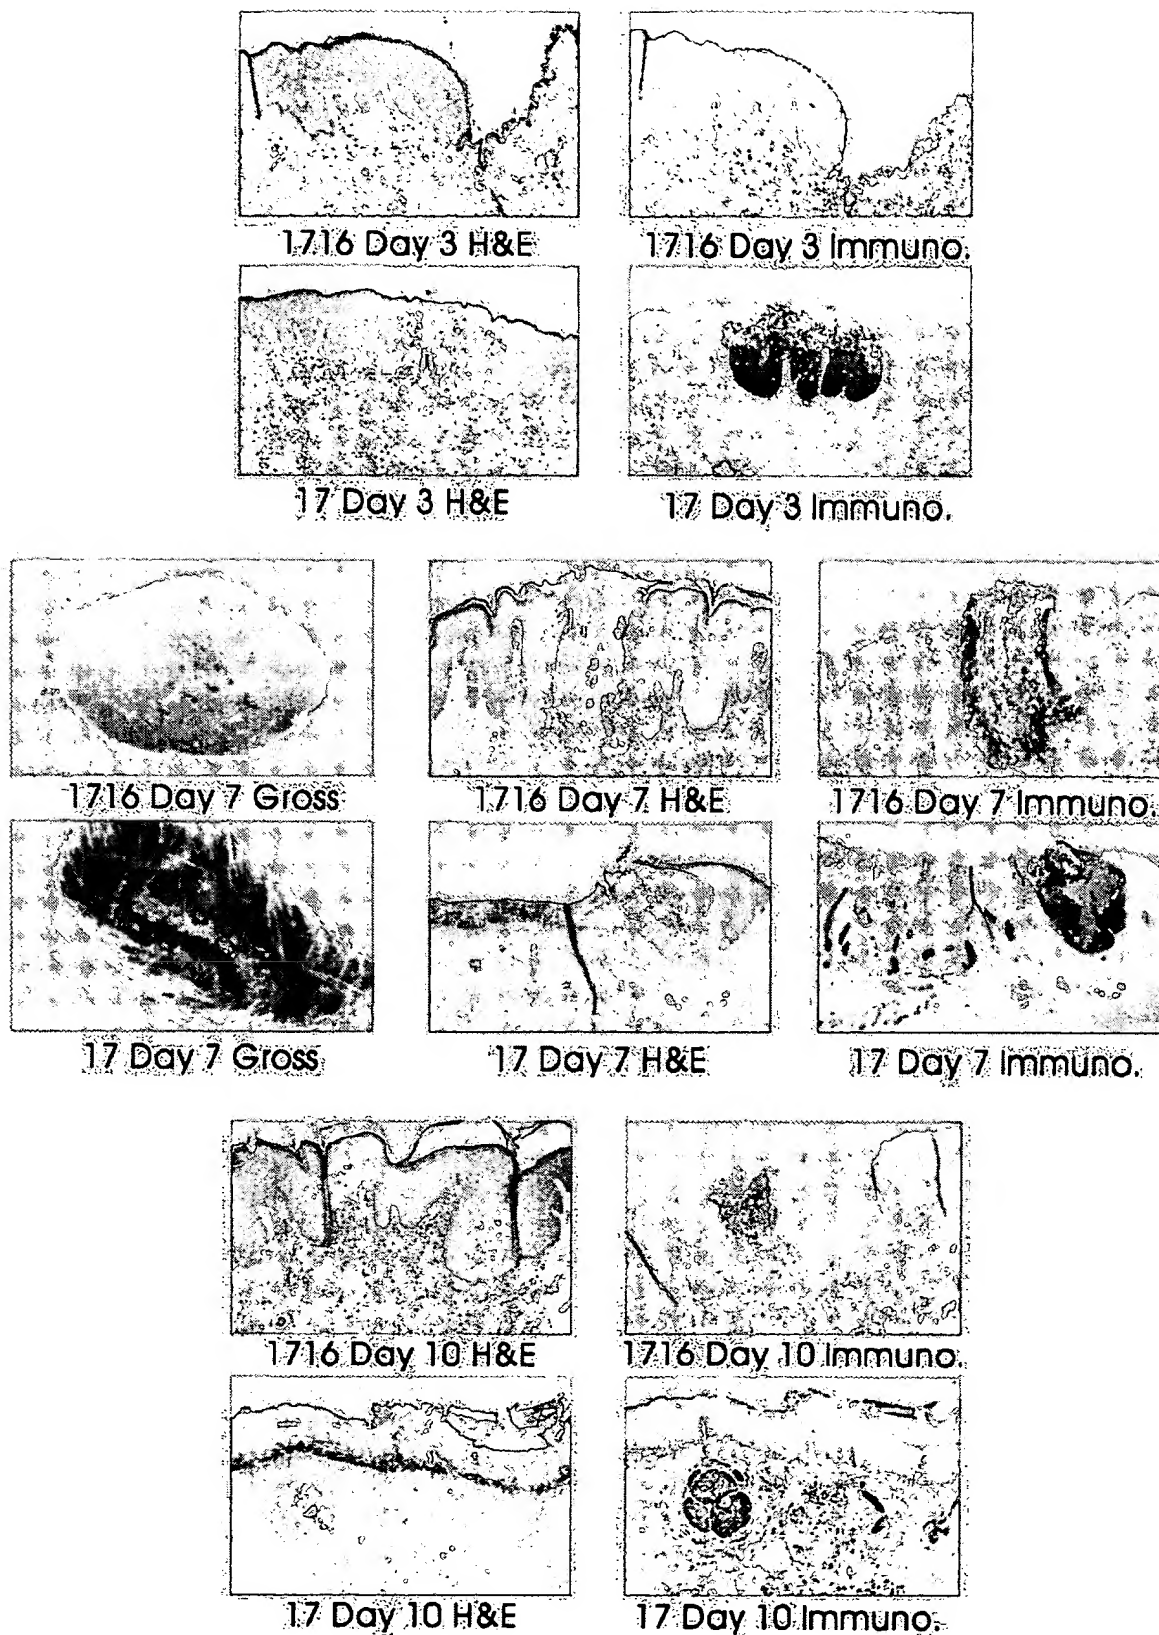 1716 Day 3 H&E
1716 Day 3 Immuno.
17 Day 3 H&E
17 Day 3 Immuno.
1716 Day 7 Gross
1716 Day 7 H&E
1716 Day 7 Immuno.
17 Day 7 Gross
17 Day 7 H&E
17 Day 7 Immuno.
1716 Day 10 H&E
1716 Day 10 Immuno.
17 Day 10 H&E
17 Day 10 Immuno.